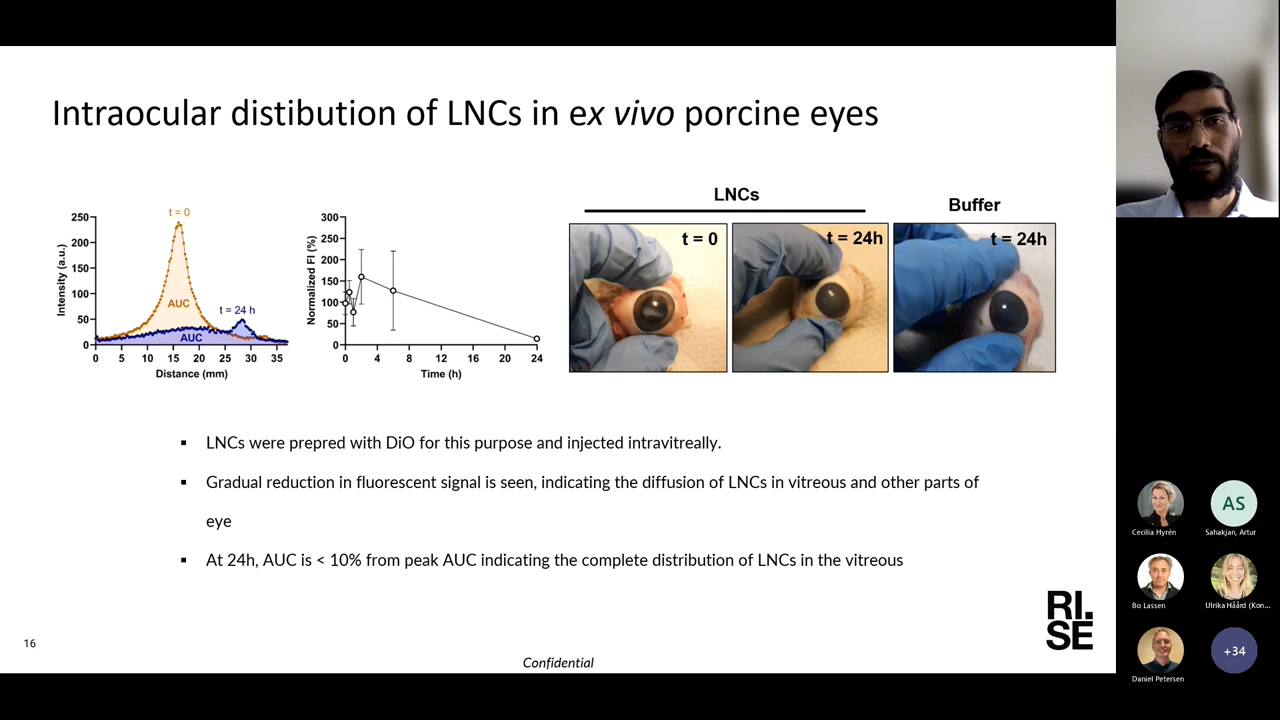 Intraocular distibution of LNCs in ex vivo porcine eyes
250
200
150
100
50
0
Intensity (a.u.)
t = 0
AUC
t = 24 h
AUC
0 5 10 15 20 25 30 35
Distance (mm)
300
250
200
150
100
50
0
Normalized FI (%)
0 4 8 12 16 20 24
Time (h)
LNCs
Buffer
t = 0
t = 24h
t = 24h
▪ LNCs were prepred with DiO for this purpose and injected intravitreally.
▪ Gradual reduction in fluorescent signal is seen, indicating the diffusion of LNCs in vitreous and other parts of
eye
▪ At 24h, AUC is < 10% from peak AUC indicating the complete distribution of LNCs in the vitreous
16
Confidential
RI.
SE
AS
Cecilia Hyrén
Sahakjan, Artur
Bo Lassen
Ulrika Håård (Kon...
Daniel Petersen
+34